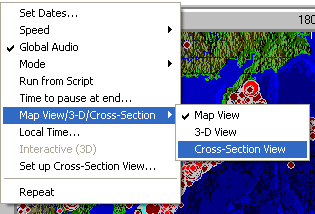 Set Dates...
180
Speed
Global Audio
Mode
Run from Script
Time to pause at end...
Map View/3-D/Cross-Section
Map View
Local Time...
3-D View
Interactive (3D)
Cross-Section View
Set up Cross-Section View...
Repeat